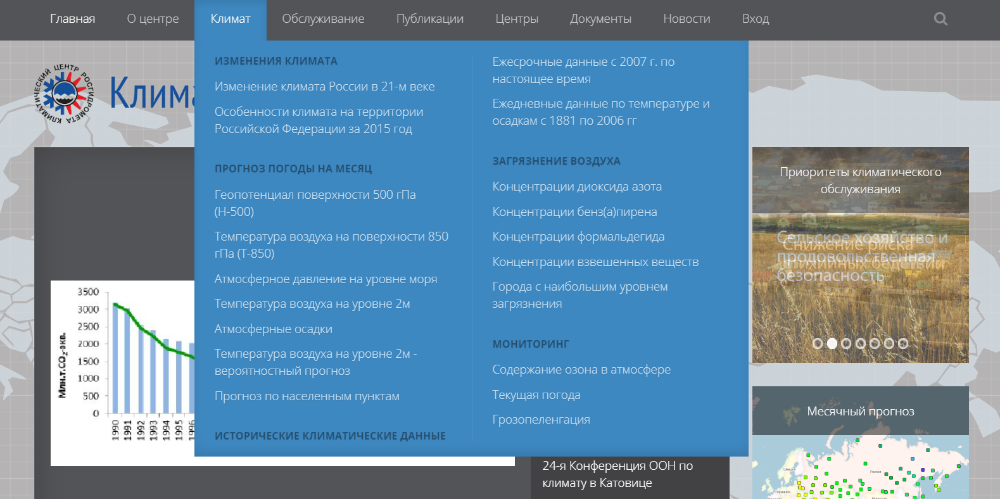 Главная
О центре
Климат
Обслуживание
Публикации
Центры
Документы
Новости
Вход
КЛИМАТИЧЕСКИЙ ЦЕНТР РОСГИДРОМЕТА
ИЗМЕНЕНИЯ КЛИМАТА
Изменение климата России в 21-м веке
Особенности климата на территории
Российской Федерации за 2015 год
ПРОГНОЗ ПОГОДЫ НА МЕСЯЦ
Геопотенциал поверхности 500 гПа
(H-500)
Температура воздуха на поверхности 850
гПа (T-850)
Атмосферное давление на уровне моря
Температура воздуха на уровне 2м
Атмосферные осадки
Температура воздуха на уровне 2м -
вероятностный прогноз
Прогноз по населенным пунктам
ИСТОРИЧЕСКИЕ КЛИМАТИЧЕСКИЕ ДАННЫЕ
Ежесрочные данные с 2007 г. по
настоящее время
Ежедневные данные по температуре и
осадкам с 1881 по 2006 гг
ЗАГРЯЗНЕНИЕ ВОЗДУХА
Концентрации диоксида азота
Концентрации бенз(а)пирена
Концентрации формальдегида
Концентрации взвешенных веществ
Города с наибольшим уровнем
загрязнения
МОНИТОРИНГ
Содержание озона в атмосфере
Текущая погода
Грозопеленгация
Млн.т.CO2-экв.
3500
3000
2500
2000
1500
1000
500
0
1990
1991
1992
1993
1994
1995
1996
24-я Конференция ООН по
климату в Катовице
Приоритеты климатического
обслуживания
Сельское хозяйство и
продовольственная
безопасность
Снижение риска
стихийных бедствий
Месячный прогноз
Швеция
Россия
Германия